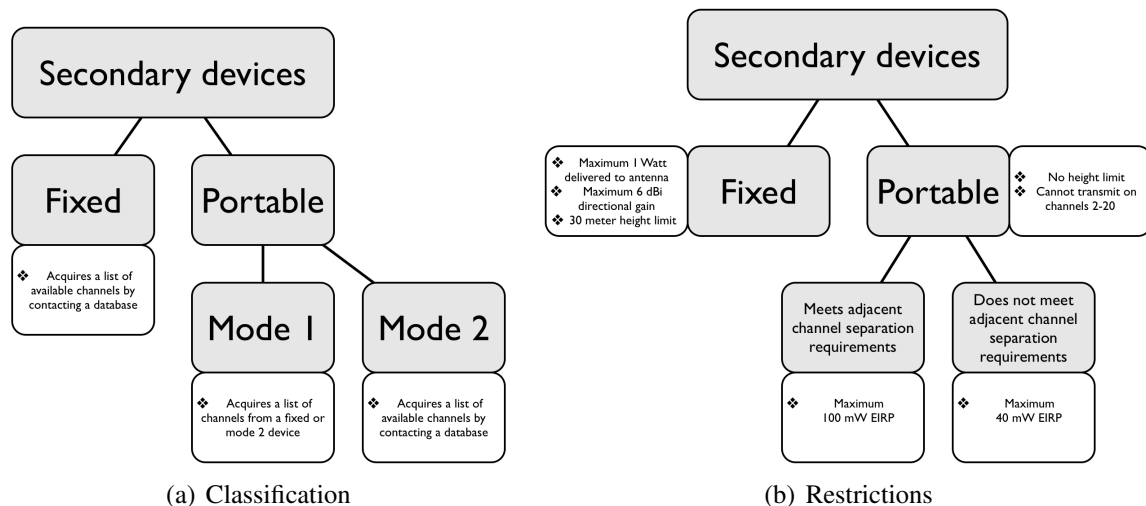 Secondary devices
Fixed
Portable
❖ Acquires a list of
available channels by
contacting a database
Mode 1
Mode 2
❖ Acquires a list of
channels from a fixed or
mode 2 device
❖ Acquires a list of
available channels by
contacting a database
(a) Classification
Secondary devices
❖ Maximum 1 Watt
delivered to antenna
❖ Maximum 6 dBi
directional gain
❖ 30 meter height limit
Fixed
Portable
❖ No height limit
❖ Cannot transmit on
channels 2-20
Meets adjacent
channel separation
requirements
Does not meet
adjacent channel
separation
requirements
❖ Maximum
100 mW EIRP
❖ Maximum
40 mW EIRP
(b) Restrictions